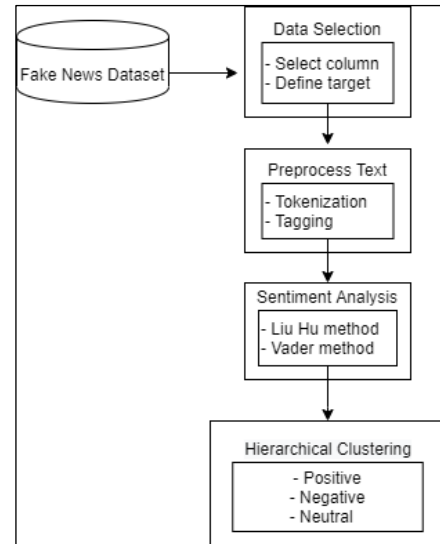 Fake News Dataset
Data Selection
- Select column
- Define target
Preprocess Text
- Tokenization
- Tagging
Sentiment Analysis
- Liu Hu method
- Vader method
Hierarchical Clustering
- Positive
- Negative
- Neutral